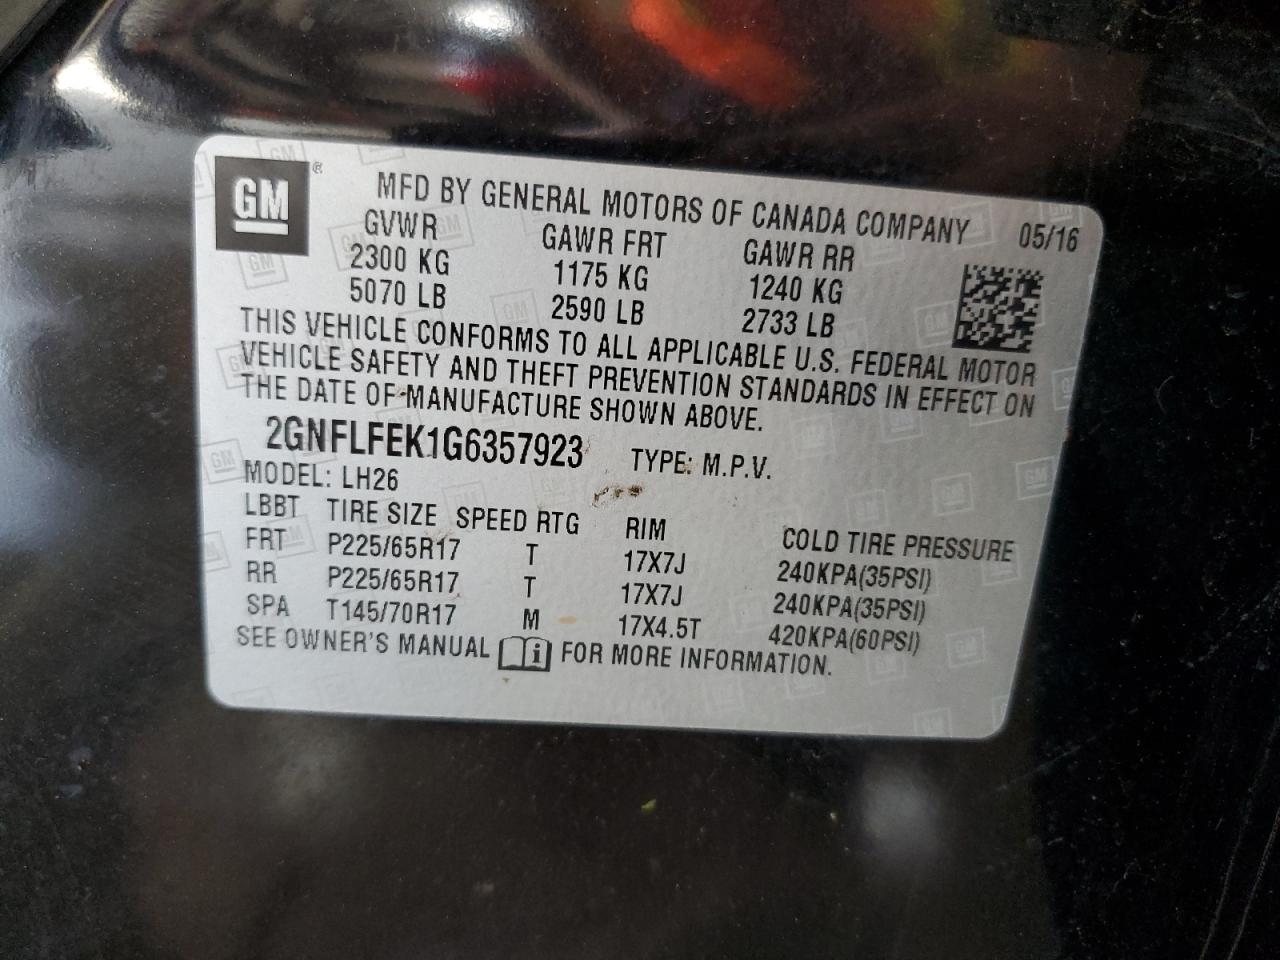 GM ®
MFD BY GENERAL MOTORS OF CANADA COMPANY 05/16
GVWR GAWR FRT GAWR RR
2300 KG 1175 KG 1240 KG
5070 LB 2590 LB 2733 LB
THIS VEHICLE CONFORMS TO ALL APPLICABLE U.S. FEDERAL MOTOR
VEHICLE SAFETY AND THEFT PREVENTION STANDARDS IN EFFECT ON
THE DATE OF MANUFACTURE SHOWN ABOVE.
2GNFLFEK1G6357923 TYPE: M.P.V.
MODEL: LH26
LBBT TIRE SIZE SPEED RTG RIM COLD TIRE PRESSURE
FRT P225/65R17 T 17X7J 240KPA(35PSI)
RR P225/65R17 T 17X7J 240KPA(35PSI)
SPA T145/70R17 M 17X4.5T 420KPA(60PSI)
SEE OWNER'S MANUAL i FOR MORE INFORMATION.